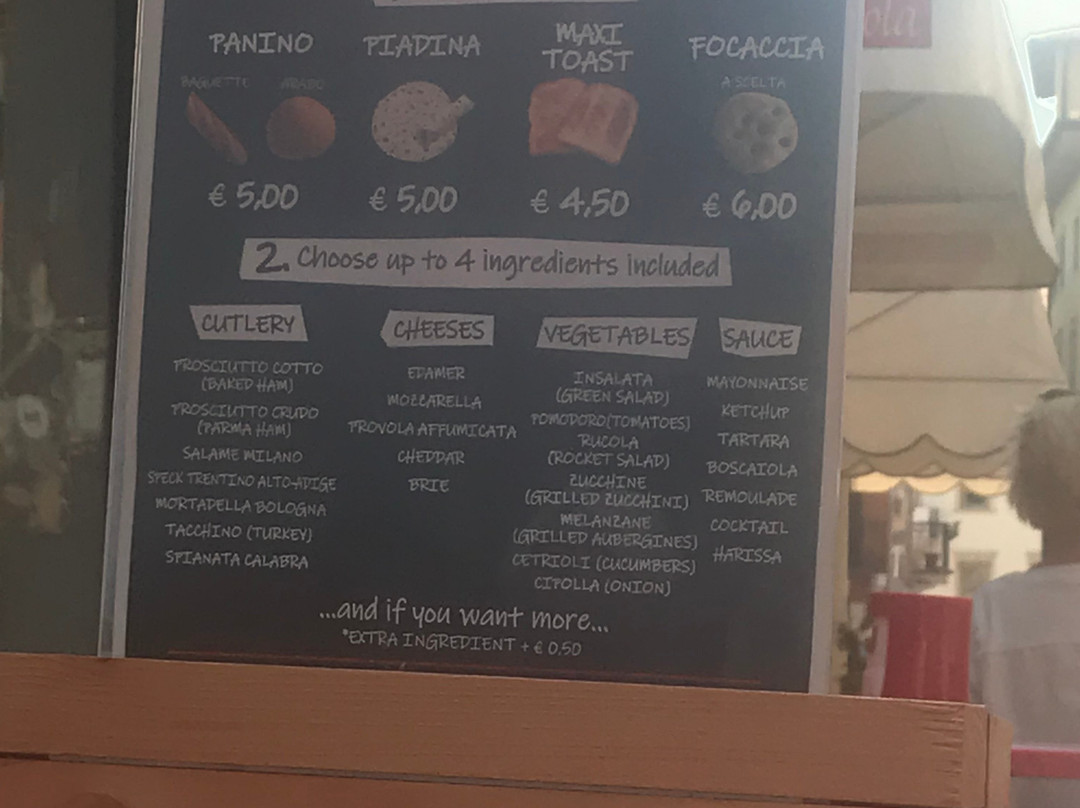 ola
PANINO
PIADINA
MAXI
TOAST
FOCACCIA
BAGUETTE
ARABO
A SCELTA
€ 5,00
€ 5,00
€ 4,50
€ 6,00
2. Choose up to 4 ingredients included
CUTLERY
PROSCIUTTO COTTO
(BAKED HAM)
PROSCIUTTO CRUDO
(PARMA HAM)
SALAME MILANO
SPECK TRENTINO ALTO-ADIGE
MORTADELLA BOLOGNA
TACCHINO (TURKEY)
SPIANATA CALABRA
CHEESES
EDAMER
MOZZARELLA
PROVOLA AFFUMICATA
CHEDDAR
BRIE
VEGETABLES
INSALATA
(GREEN SALAD)
POMODORO (TOMATOES)
RUCOLA
(ROCKET SALAD)
ZUCCHINE
(GRILLED ZUCCHINI)
MELANZANE
(GRILLED AUBERGINES)
CETRIOLI (CUCUMBERS)
CIPOLLA (ONION)
SAUCE
MAYONNAISE
KETCHUP
TARTARA
BOSCAIOLA
REMOULADE
COCKTAIL
HARISSA
...and if you want more...
*EXTRA INGREDIENT + € 0,50